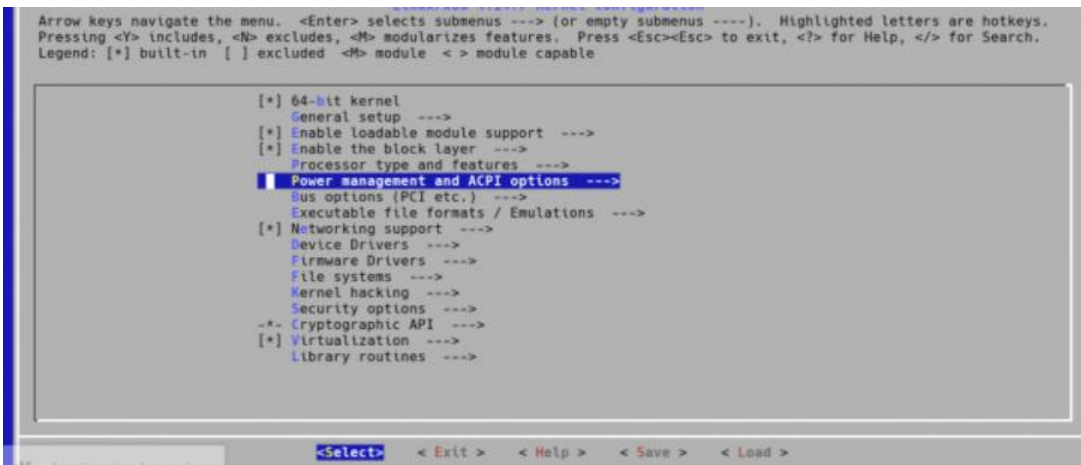 Kernel Configuration
Arrow keys navigate the menu.  <Enter> selects submenus ---> (or empty submenus ----).  Highlighted letters are hotkeys.
Pressing <Y> includes, <N> excludes, <M> modularizes features.  Press <Esc><Esc> to exit, <?> for Help, </> for Search.
Legend: [*] built-in  [ ] excluded  <M> module  < > module capable
[*] 64-bit kernel
General setup  --->
[*] Enable loadable module support  --->
[*] Enable the block layer  --->
Processor type and features  --->
Power management and ACPI options  --->
Bus options (PCI etc.)  --->
Executable file formats / Emulations  --->
[*] Networking support  --->
Device Drivers  --->
Firmware Drivers  --->
File systems  --->
Kernel hacking  --->
Security options  --->
-*- Cryptographic API  --->
[*] Virtualization  --->
Library routines  --->
<Select>    < Exit >    < Help >    < Save >    < Load >